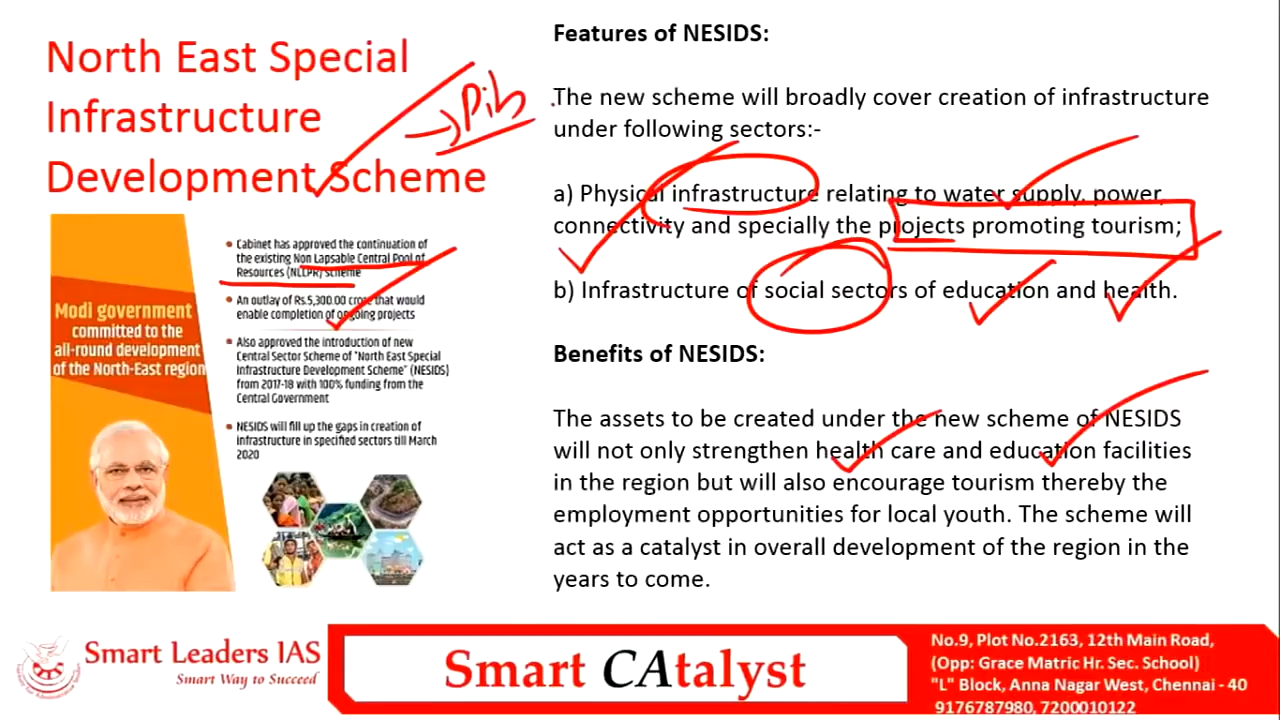 North East Special
Infrastructure
Development Scheme
→ Pib
Modi government
committed to the
all-round development
of the North-East region
• Cabinet has approved the continuation of
the existing Non Lapsable Central Pool of
Resources (NLCPR) scheme
• An outlay of Rs.5,300.00 crore that would
enable completion of ongoing projects
• Also approved the introduction of new
Central Sector Scheme of "North East Special
Infrastructure Development Scheme" (NESIDS)
from 2017-18 with 100% funding from the
Central Government
• NESIDS will fill up the gaps in creation of
infrastructure in specified sectors till March
2020
Features of NESIDS:
The new scheme will broadly cover creation of infrastructure
under following sectors:-
a) Physical infrastructure relating to water supply, power,
connectivity and specially the projects promoting tourism;
b) Infrastructure of social sectors of education and health.
Benefits of NESIDS:
The assets to be created under the new scheme of NESIDS
will not only strengthen health care and education facilities
in the region but will also encourage tourism thereby the
employment opportunities for local youth. The scheme will
act as a catalyst in overall development of the region in the
years to come.
Smart Leaders IAS
Smart Way to Succeed
Smart CAtalyst
No.9, Plot No.2163, 12th Main Road,
(Opp: Grace Matric Hr. Sec. School)
"L" Block, Anna Nagar West, Chennai - 40
9176787980, 7200010122